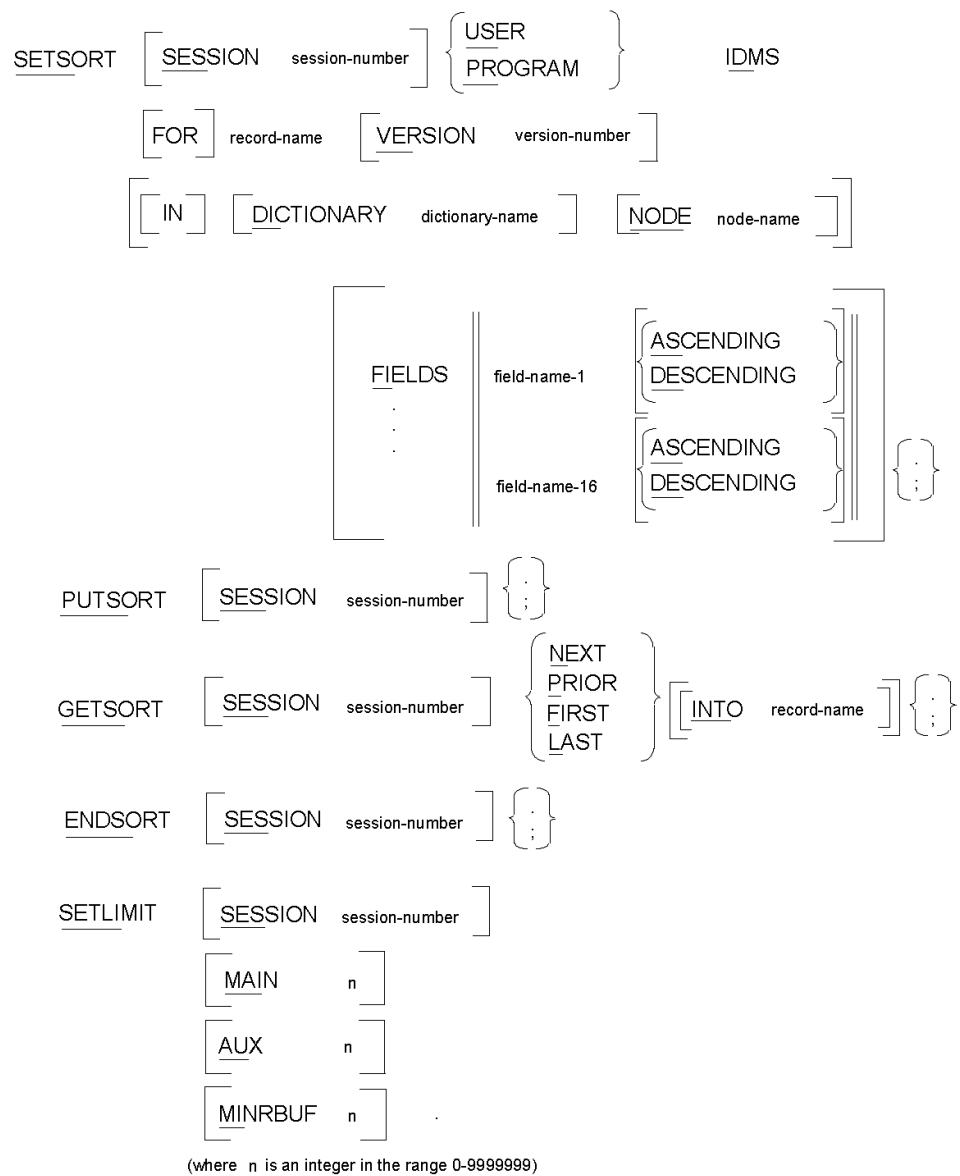 USER
SETSORT SESSION session-number PROGRAM IDMS
FOR record-name VERSION version-number
IN DICTIONARY dictionary-name NODE node-name
ASCENDING
FIELDS field-name-1 DESCENDING
.
.
.
ASCENDING
field-name-16 DESCENDING
.
;
PUTSORT SESSION session-number . ;
NEXT
PRIOR
GETSORT SESSION session-number FIRST INTO record-name . ;
LAST
ENDSORT SESSION session-number . ;
SETLIMIT SESSION session-number
MAIN n
AUX n
MINRBUF n .
(where n is an integer in the range 0-9999999)